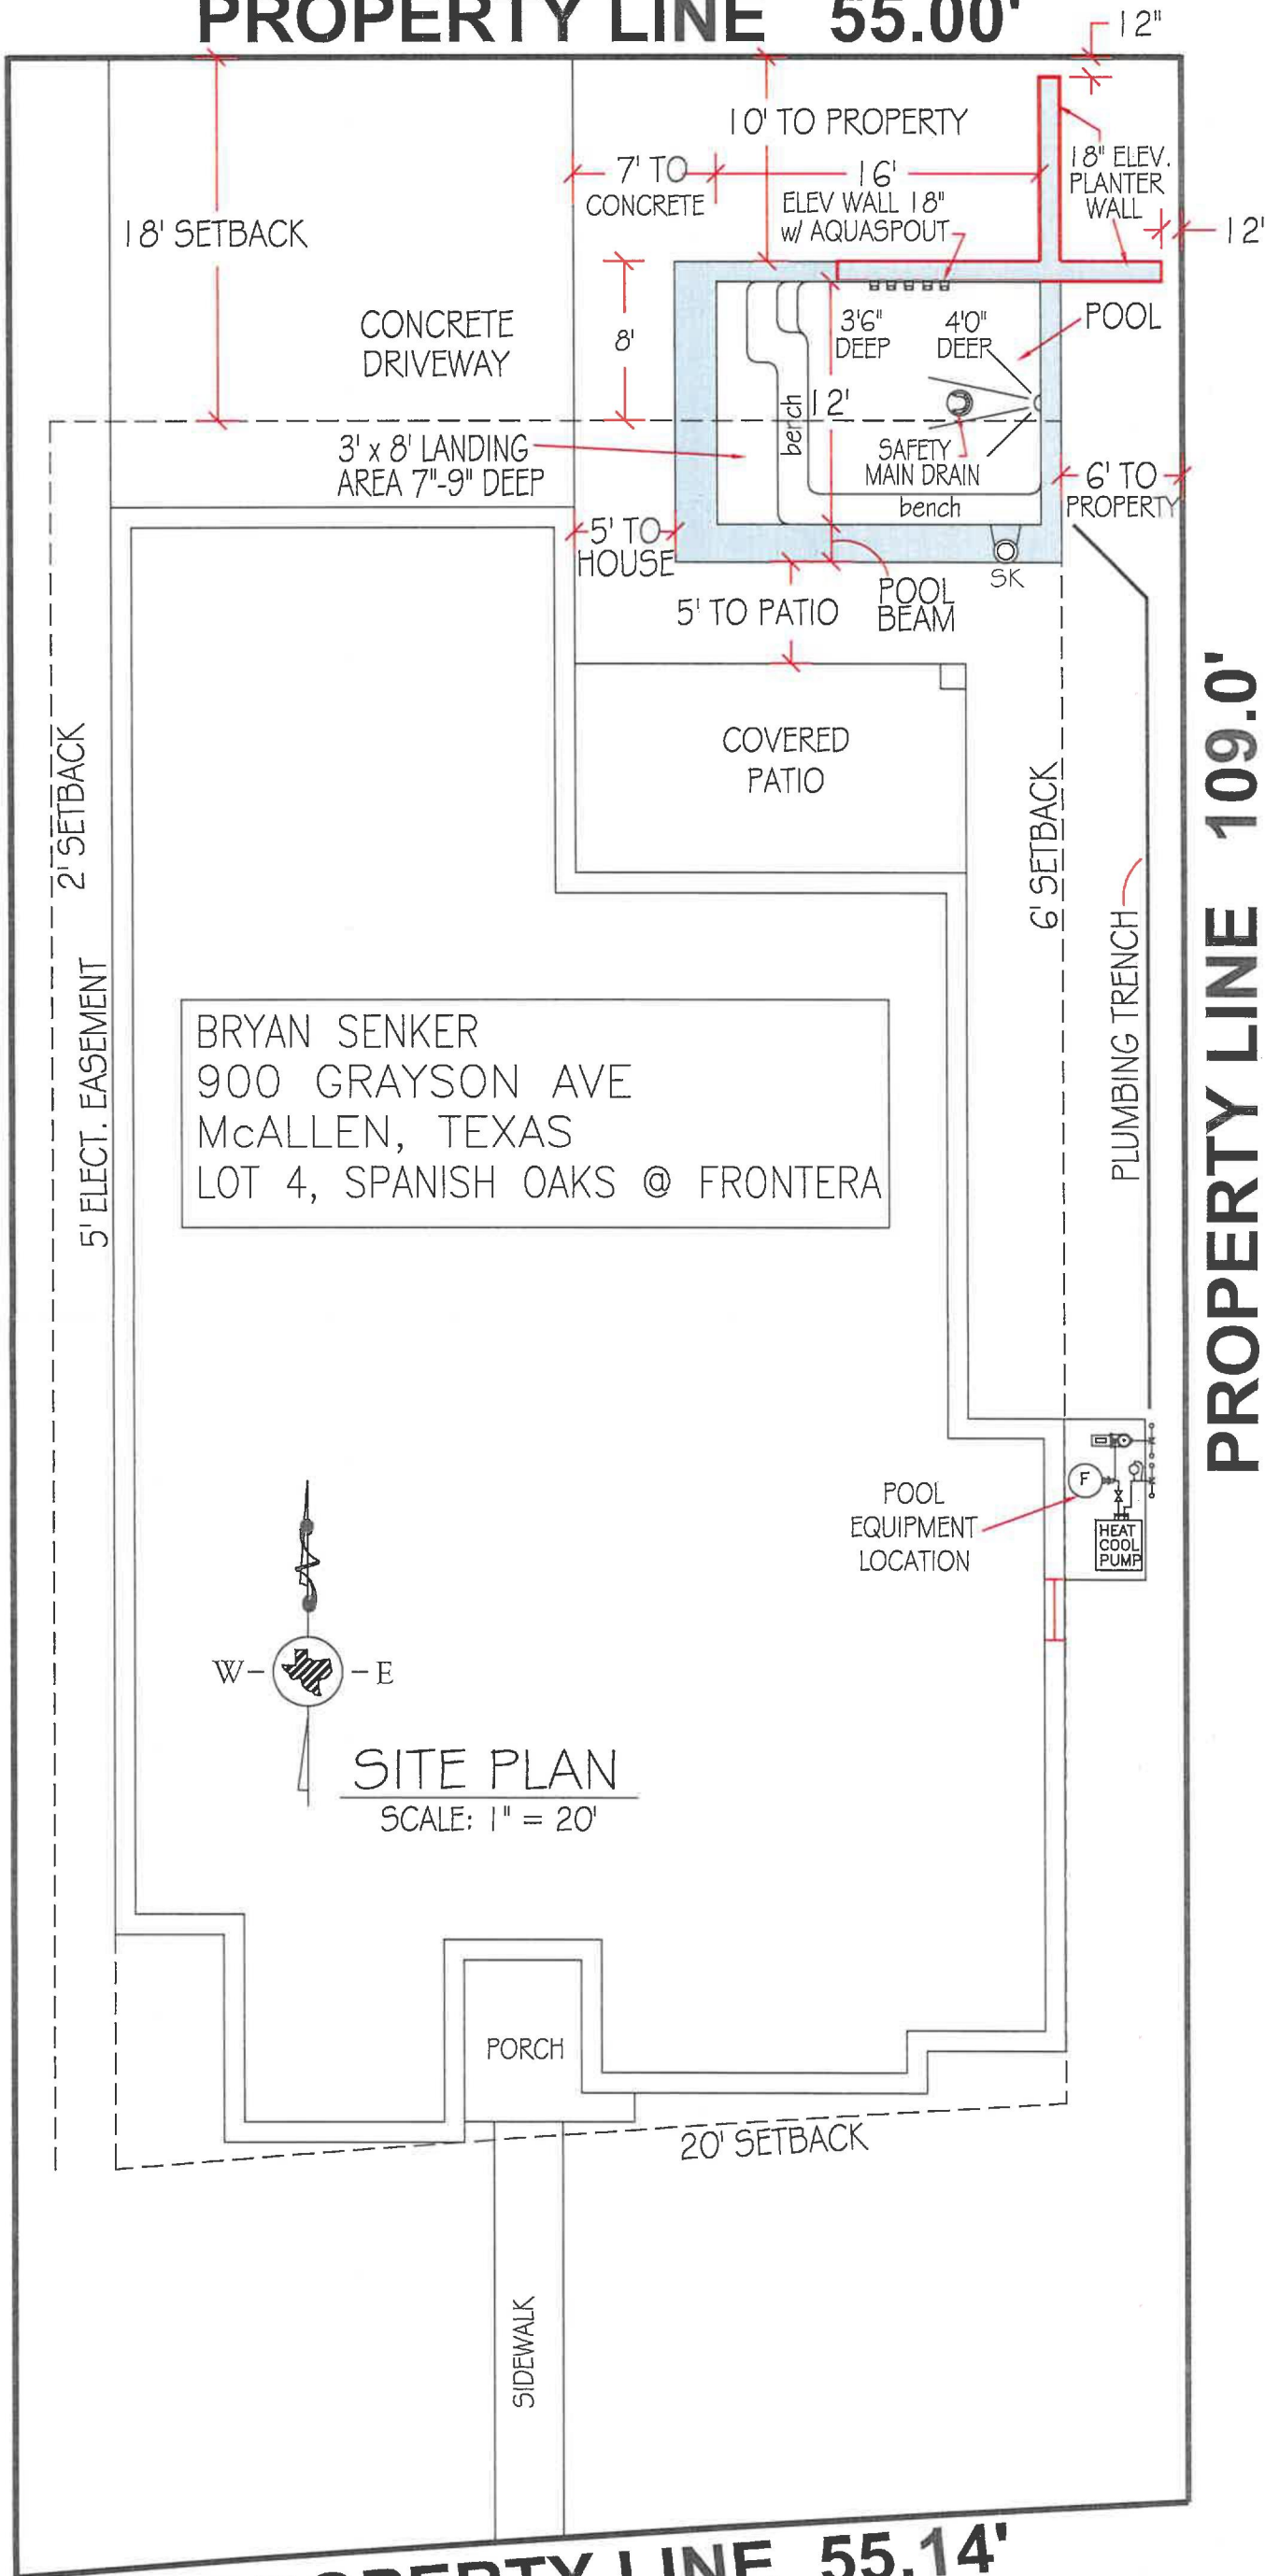 PROPERTY LINE 55.00'
12"
10' TO PROPERTY
18" ELEV.
PLANTER
WALL
7' TO
CONCRETE
16'
ELEV WALL 18"
w/ AQUASPOUT
12'
18' SETBACK
CONCRETE
DRIVEWAY
8'
3'6"
DEEP
4'0"
DEEP
POOL
bench
12'
3' x 8' LANDING
AREA 7"-9" DEEP
SAFETY
MAIN DRAIN
6' TO
PROPERTY
bench
5' TO
HOUSE
SK
5' TO PATIO
POOL
BEAM
COVERED
PATIO
2' SETBACK
6' SETBACK
PROPERTY LINE 109.0'
5' ELECT. EASEMENT
PLUMBING TRENCH
BRYAN SENKER
900 GRAYSON AVE
McALLEN, TEXAS
LOT 4, SPANISH OAKS @ FRONTERA
F
POOL
EQUIPMENT
LOCATION
HEAT
COOL
PUMP
N
W - - E
SITE PLAN
SCALE: 1" = 20'
PORCH
20' SETBACK
SIDEWALK
LINE 55.14'